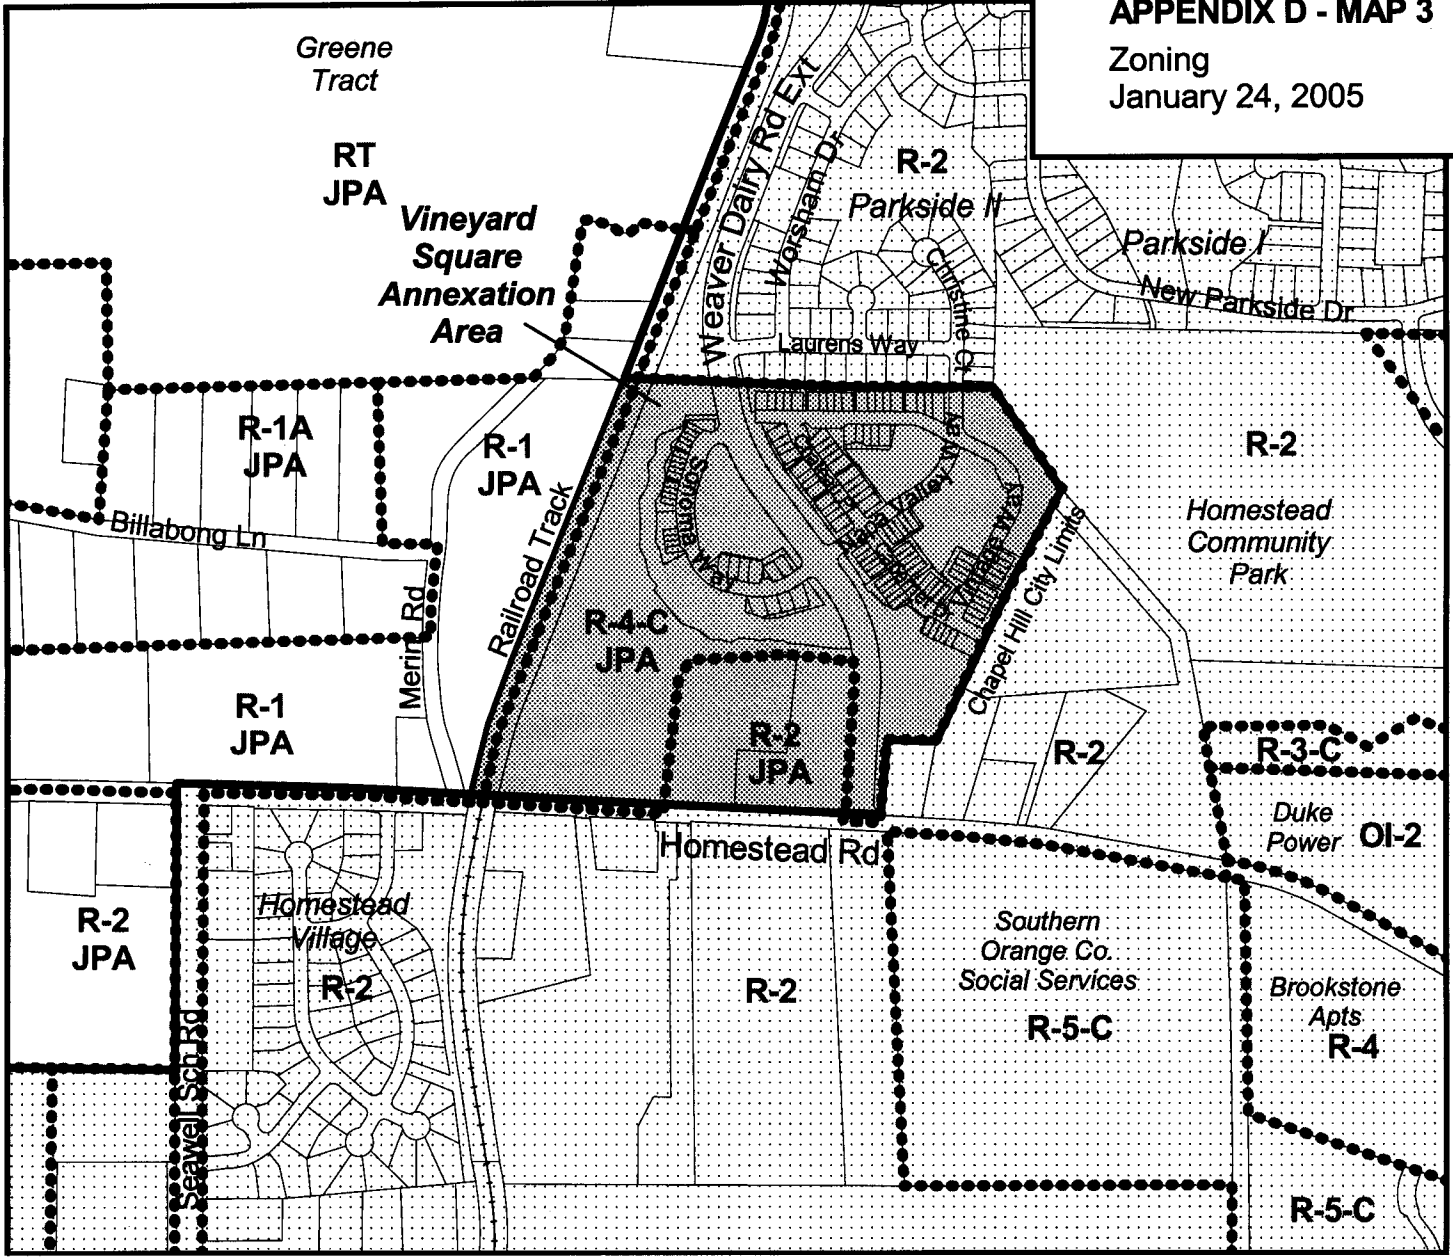 APPENDIX D - MAP 3
Zoning
January 24, 2005
Greene
Tract
RT
JPA
Vineyard
Square
Annexation
Area
Weaver Dairy Rd Ext
Worsham Dr
R-2
Parkside II
Christine Ct
Laurens Way
Parkside I
New Parkside Dr
R-1A
JPA
R-1
JPA
Billabong Ln
Merin Rd
Railroad Track
Sonoma Way
Valley
Way
Village Way
R-4-C
JPA
R-2
JPA
Chapel Hill City Limits
R-2
Homestead
Community
Park
R-1
JPA
R-2
R-3-C
Duke
Power
OI-2
Homestead Rd
R-2
JPA
Homestead
Village
R-2
Seawell Sch Rd
R-2
Southern
Orange Co.
Social Services
R-5-C
Brookstone
Apts
R-4
R-5-C